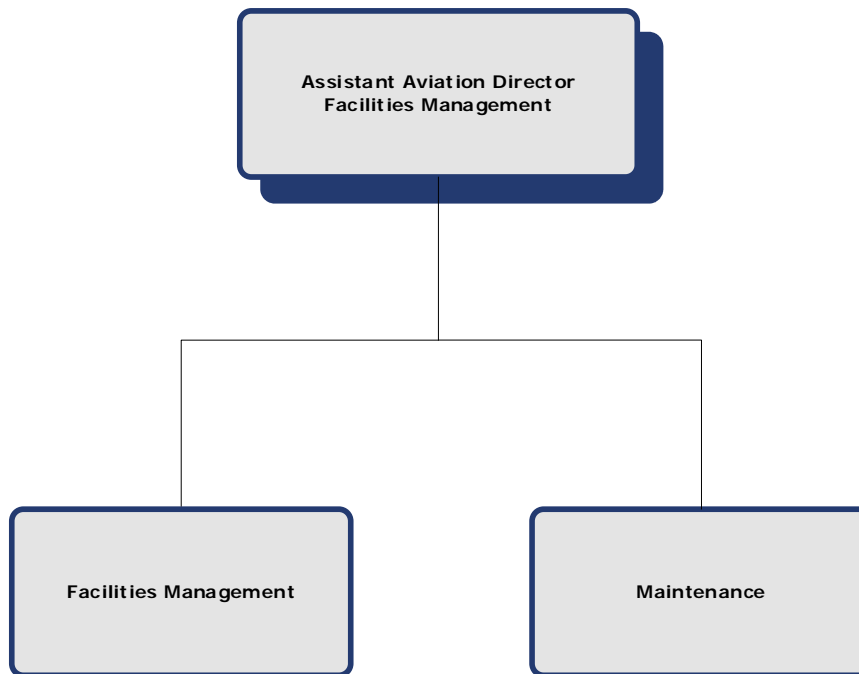 Assistant Aviation Director
Facilities Management
Facilities Management
Maintenance